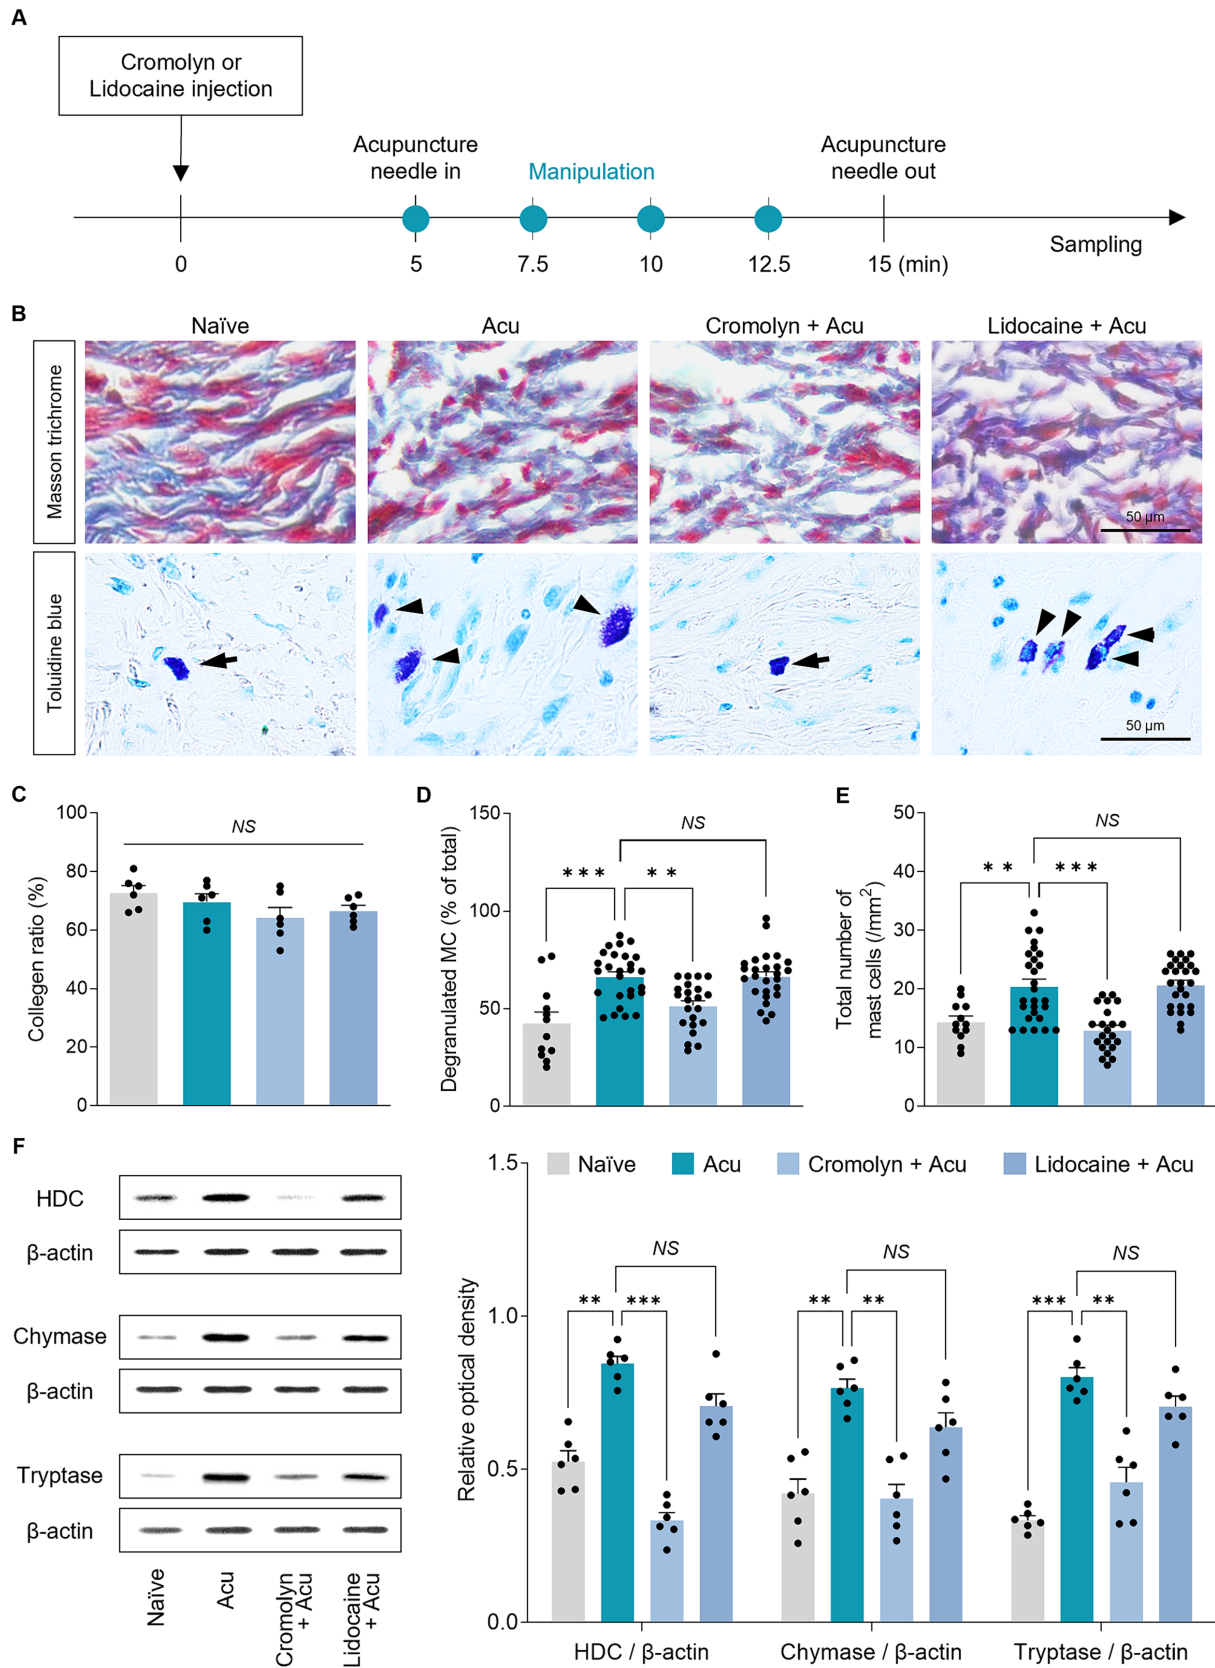 A
Cromolyn or
Lidocaine injection
Acupuncture
needle in
Manipulation
Acupuncture
needle out
Sampling
0
5
7.5
10
12.5
15 (min)
B
Naïve
Acu
Cromolyn + Acu
Lidocaine + Acu
Masson trichrome
50 µm
Toluidine blue
50 µm
C
Collegen ratio (%)
100
80
60
40
20
0
NS
D
Degranulated MC (% of total)
150
100
50
0
***
**
NS
E
Total number of
mast cells (/mm²)
50
40
30
20
10
0
**
***
NS
F
HDC
β-actin
Chymase
β-actin
Tryptase
β-actin
Naïve
Acu
Cromolyn
+ Acu
Lidocaine
+ Acu
Relative optical density
1.5
1.0
0.5
0.0
Naïve
Acu
Cromolyn + Acu
Lidocaine + Acu
**
***
NS
**
**
NS
***
**
NS
HDC / β-actin
Chymase / β-actin
Tryptase / β-actin